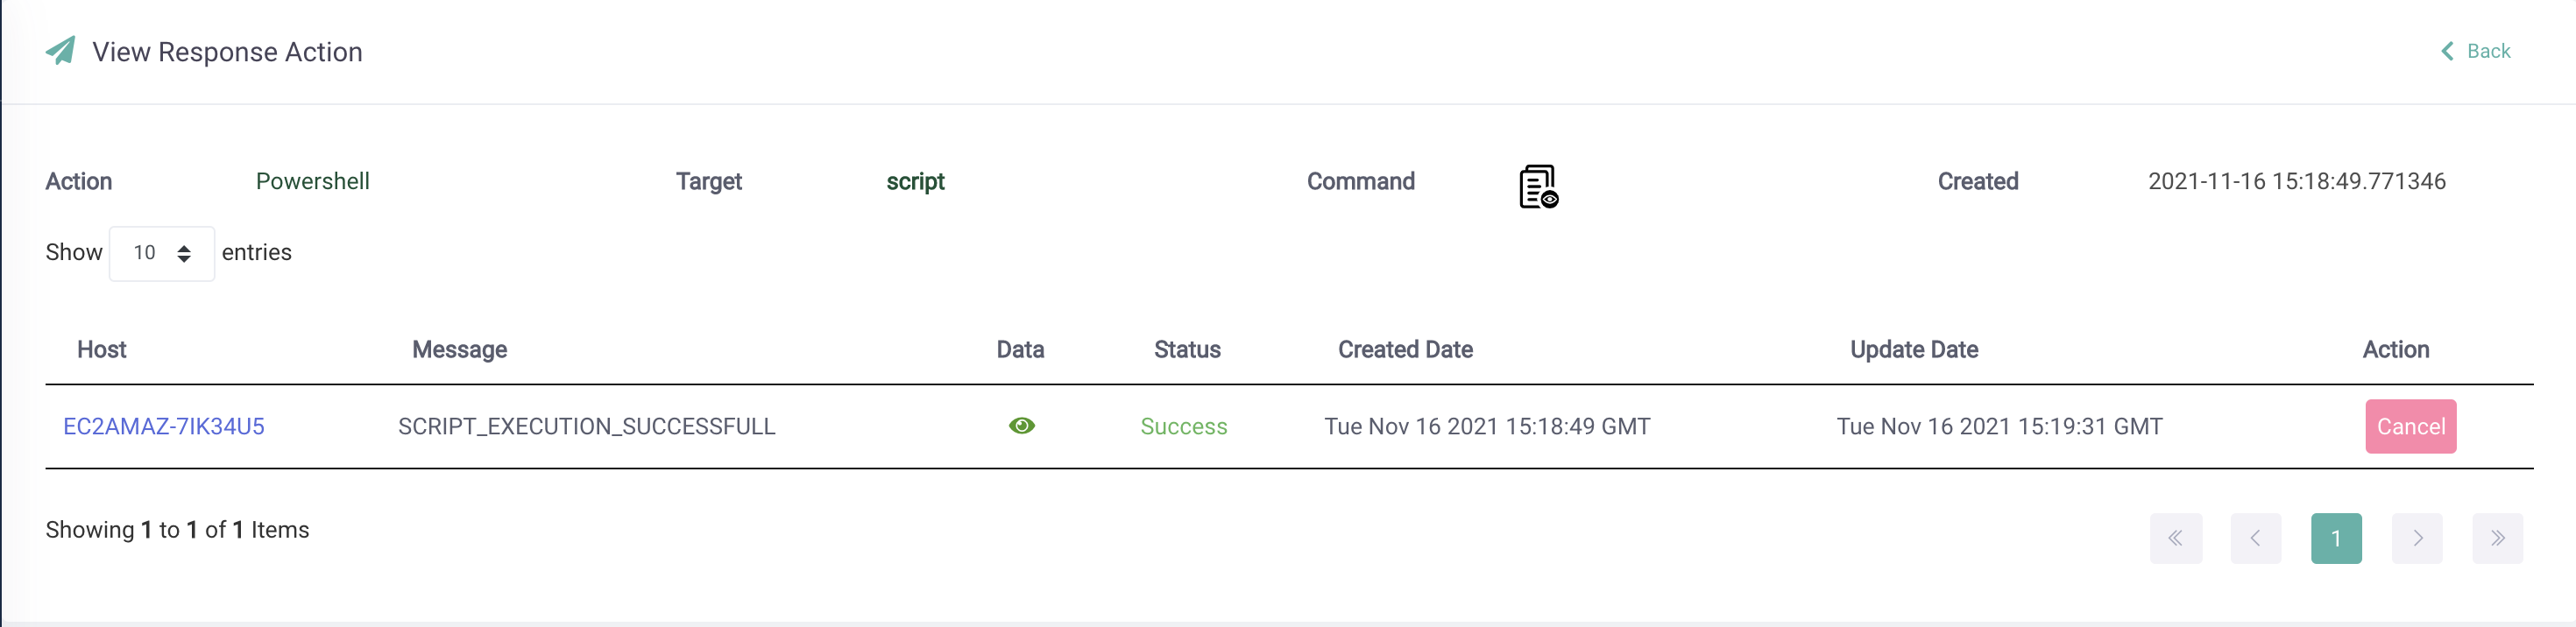 View Response Action
Back
Action Powershell Target script Command Created 2021-11-16 15:18:49.771346
Show 10 entries
Host Message Data Status Created Date Update Date Action
EC2AMAZ-7IK34U5 SCRIPT_EXECUTION_SUCCESSFULL Success Tue Nov 16 2021 15:18:49 GMT Tue Nov 16 2021 15:19:31 GMT Cancel
Showing 1 to 1 of 1 Items
« ‹ 1 › »